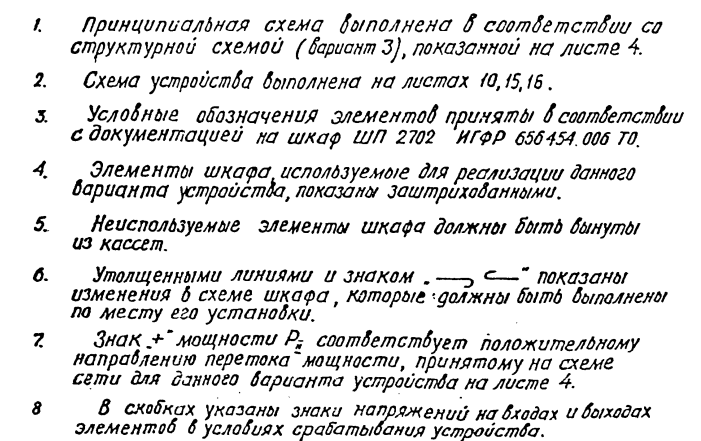 1. Принципиальная схема выполнена в соответствии со
структурной схемой (вариант 3), показанной на листе 4.
2. Схема устройства выполнена на листах 10, 15, 16.
3. Условные обозначения элементов приняты в соответствии
с документацией на шкаф ШП 2702 ИГФР 656454.006 ТО.
4. Элементы шкафа, используемые для реализации данного
варианта устройства, показаны заштрихованными.
5. Неиспользуемые элементы шкафа должны быть вынуты
из кассет.
6. Утолщенными линиями и знаком „ “ показаны
изменения в схеме шкафа, которые должны быть выполнены
по месту его установки.
7. Знак „+“ мощности соответствует положительному
направлению перетока мощности, принятому на схеме
сети для данного варианта устройства на листе 4.
8 В скобках указаны знаки напряжений на входах и выходах
элементов в условиях срабатывания устройства.